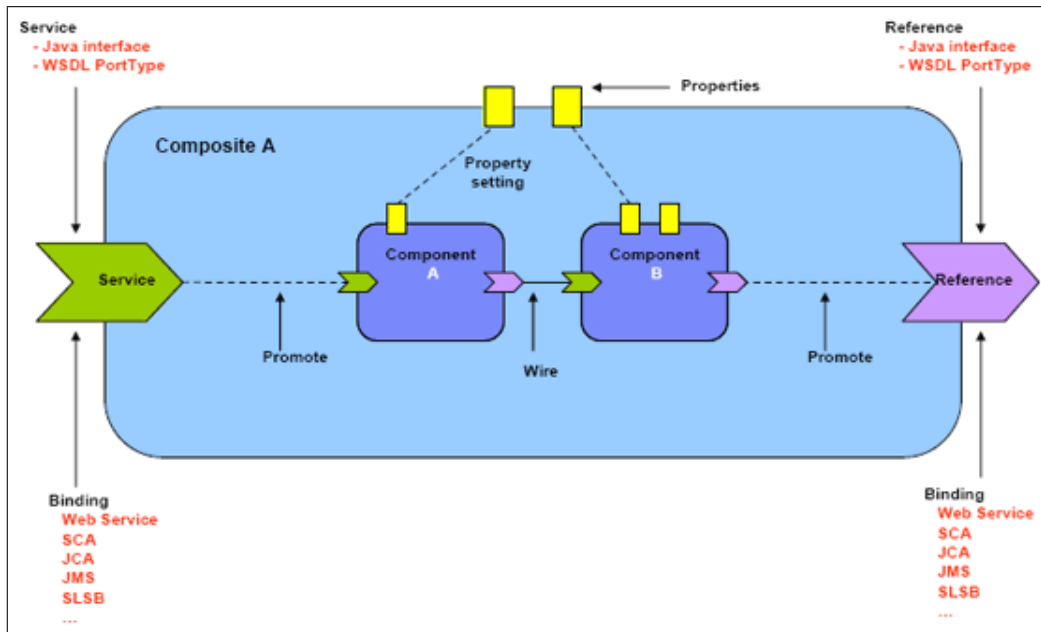 Service
- Java interface
- WSDL PortType
Reference
- Java interface
- WSDL PortType
Properties
Composite A
Property
setting
Component
A
Component
B
Service
Reference
Promote
Wire
Promote
Binding
Web Service
SCA
JCA
JMS
SLSB
...
Binding
Web Service
SCA
JCA
JMS
SLSB
...